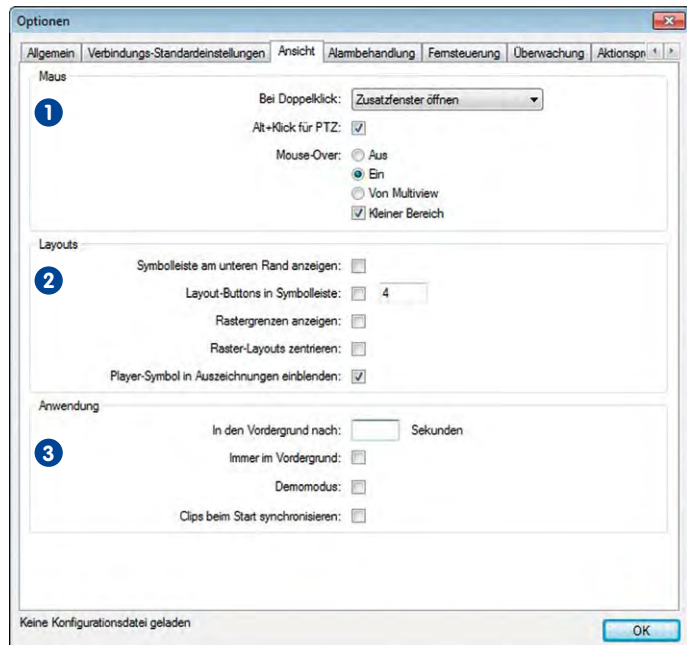 Optionen
Allgemein Verbindungs-Standardeinstellungen Ansicht Alarmbehandlung Fernsteuerung Überwachung Aktionspr
Maus
1
Bei Doppelklick: Zusatzfenster öffnen
Alt+Klick für PTZ:
Mouse-Over: Aus
Ein
Von Multiview
Kleiner Bereich
Layouts
2
Symbolleiste am unteren Rand anzeigen:
Layout-Buttons in Symbolleiste: 4
Rastergrenzen anzeigen:
Raster-Layouts zentrieren:
Player-Symbol in Auszeichnungen einblenden:
Anwendung
3
In den Vordergrund nach: Sekunden
Immer im Vordergrund:
Demomodus:
Clips beim Start synchronisieren:
Keine Konfigurationsdatei geladen
OK